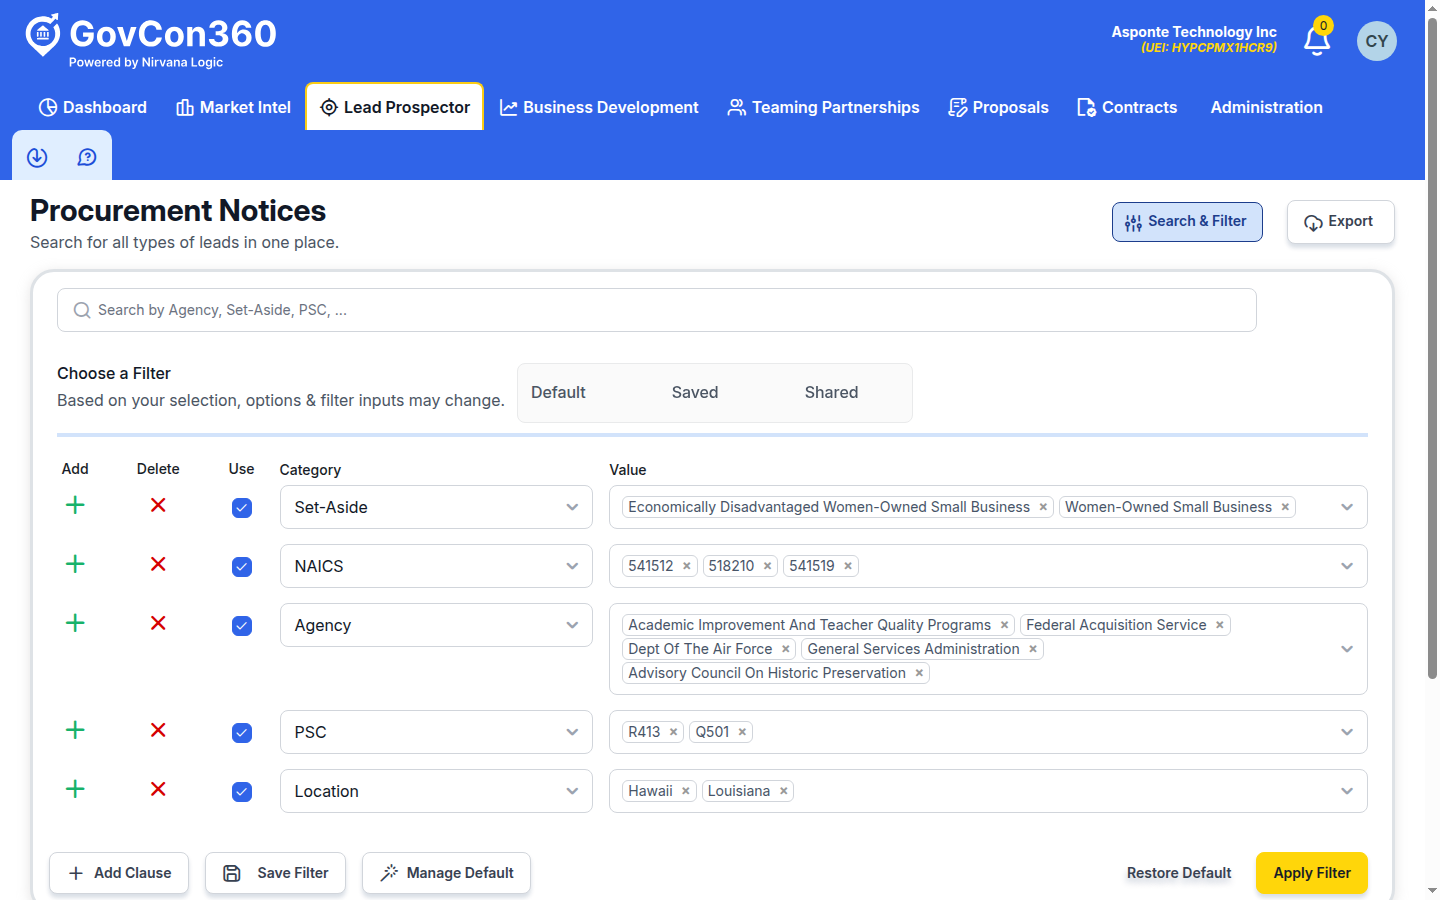 GovCon360
Powered by Nirvana Logic
Asponte Technology Inc
(UEI: HYPCPMX1HCR9)
0
CY
Dashboard
Market Intel
Lead Prospector
Business Development
Teaming Partnerships
Proposals
Contracts
Administration
Procurement Notices
Search for all types of leads in one place.
Search & Filter
Export
Search by Agency, Set-Aside, PSC, ...
Choose a Filter
Based on your selection, options & filter inputs may change.
Default
Saved
Shared
Add
Delete
Use
Category
Value
Set-Aside
Economically Disadvantaged Women-Owned Small Business ×
Women-Owned Small Business ×
NAICS
541512 ×
518210 ×
541519 ×
Agency
Academic Improvement And Teacher Quality Programs ×
Federal Acquisition Service ×
Dept Of The Air Force ×
General Services Administration ×
Advisory Council On Historic Preservation ×
PSC
R413 ×
Q501 ×
Location
Hawaii ×
Louisiana ×
Add Clause
Save Filter
Manage Default
Restore Default
Apply Filter